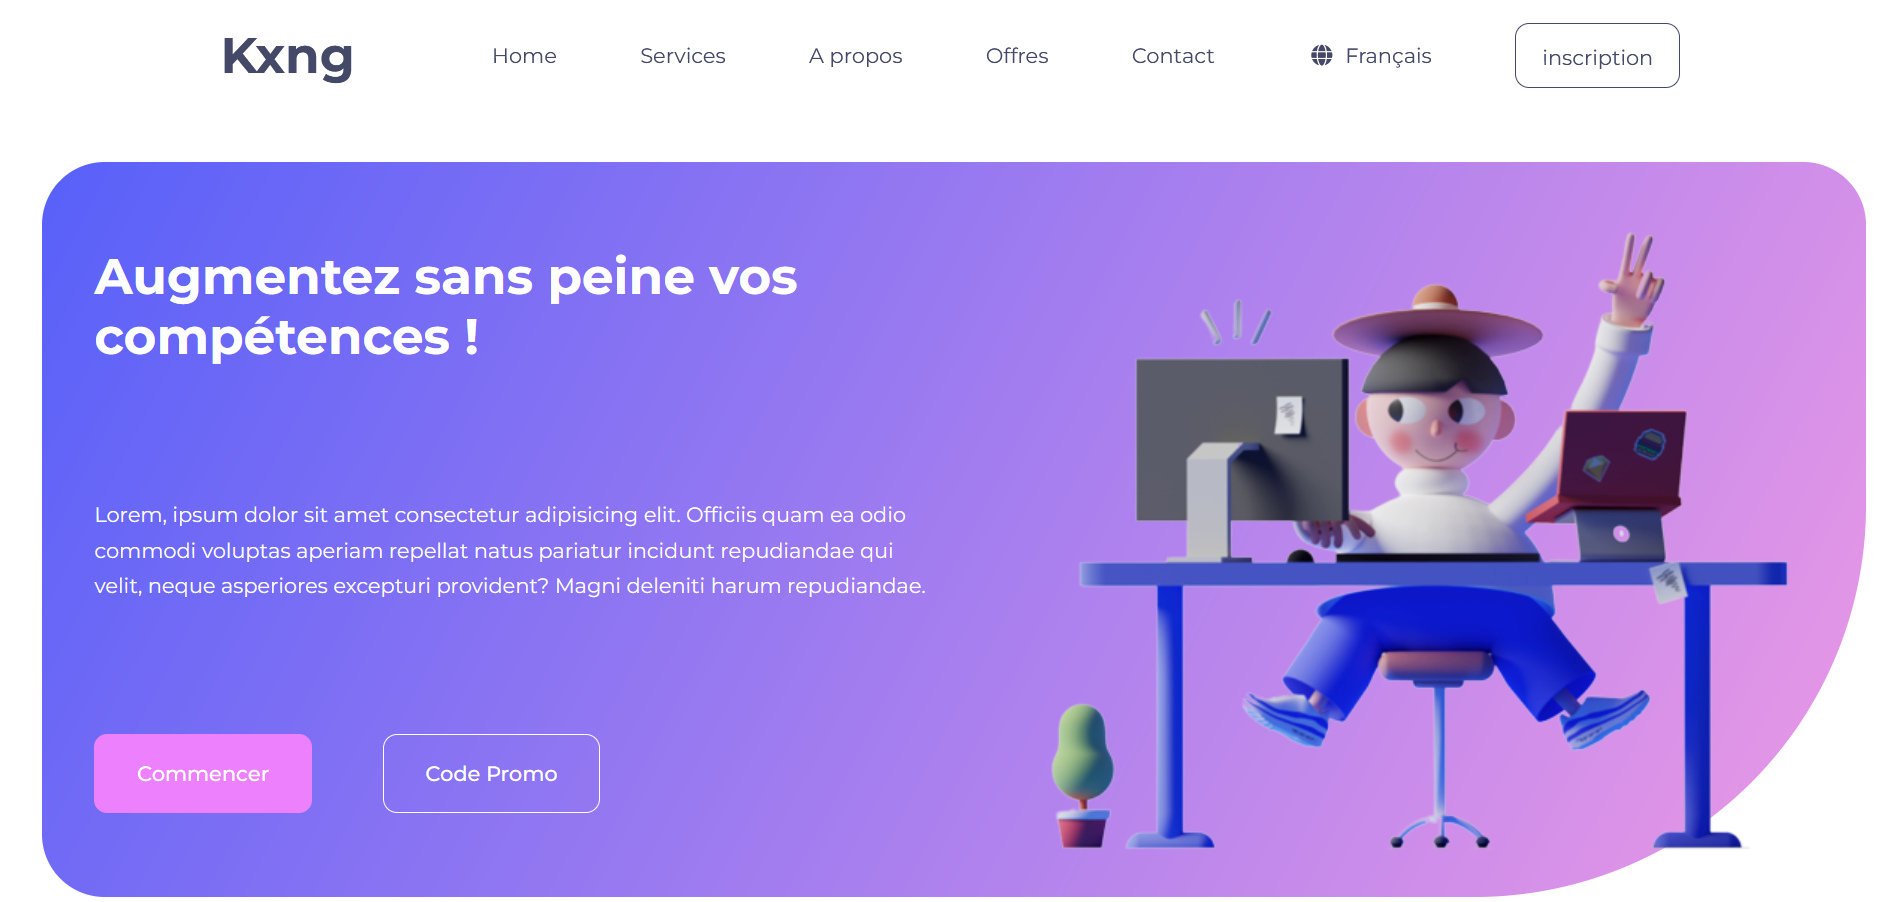 Kxng
Home
Services
A propos
Offres
Contact
Français
inscription
Augmentez sans peine vos
compétences !
Lorem, ipsum dolor sit amet consectetur adipisicing elit. Officiis quam ea odio
commodi voluptas aperiam repellat natus pariatur incidunt repudiandae qui
velit, neque asperiores excepturi provident? Magni deleniti harum repudiandae.
Commencer
Code Promo